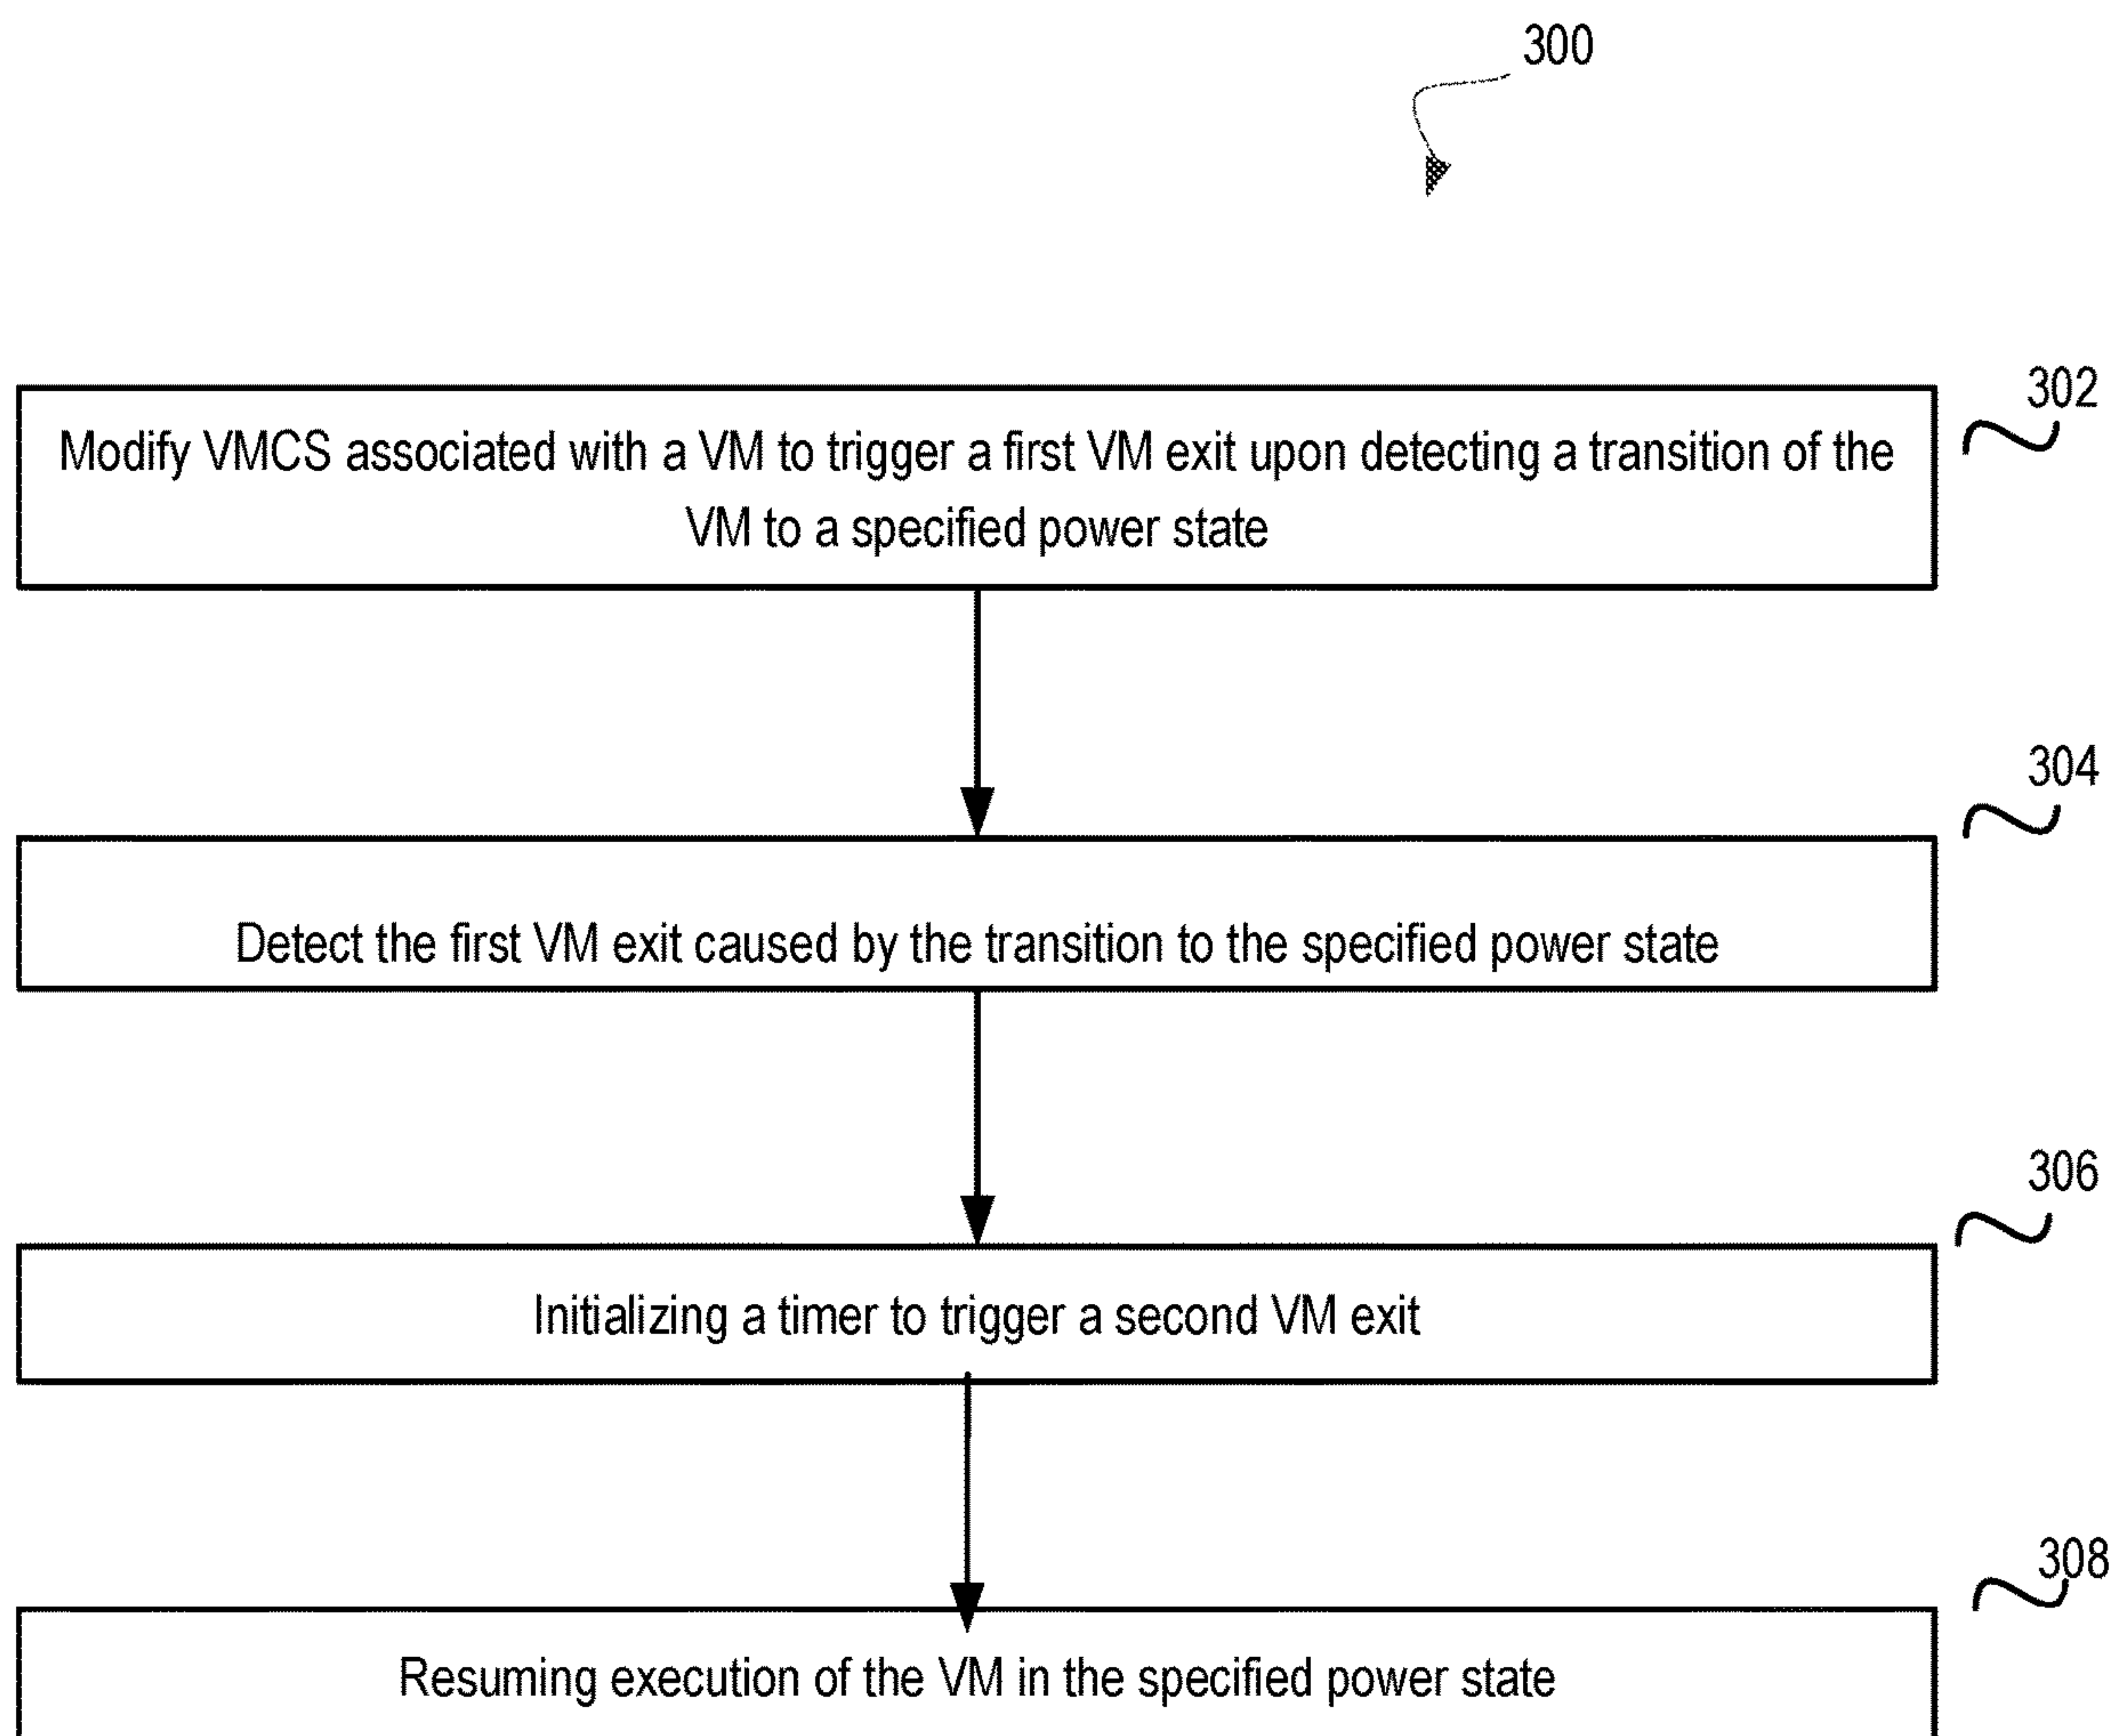 300
302
Modify VMCS associated with a VM to trigger a first VM exit upon detecting a transition of the
VM to a specified power state
304
Detect the first VM exit caused by the transition to the specified power state
306
Initializing a timer to trigger a second VM exit
308
Resuming execution of the VM in the specified power state